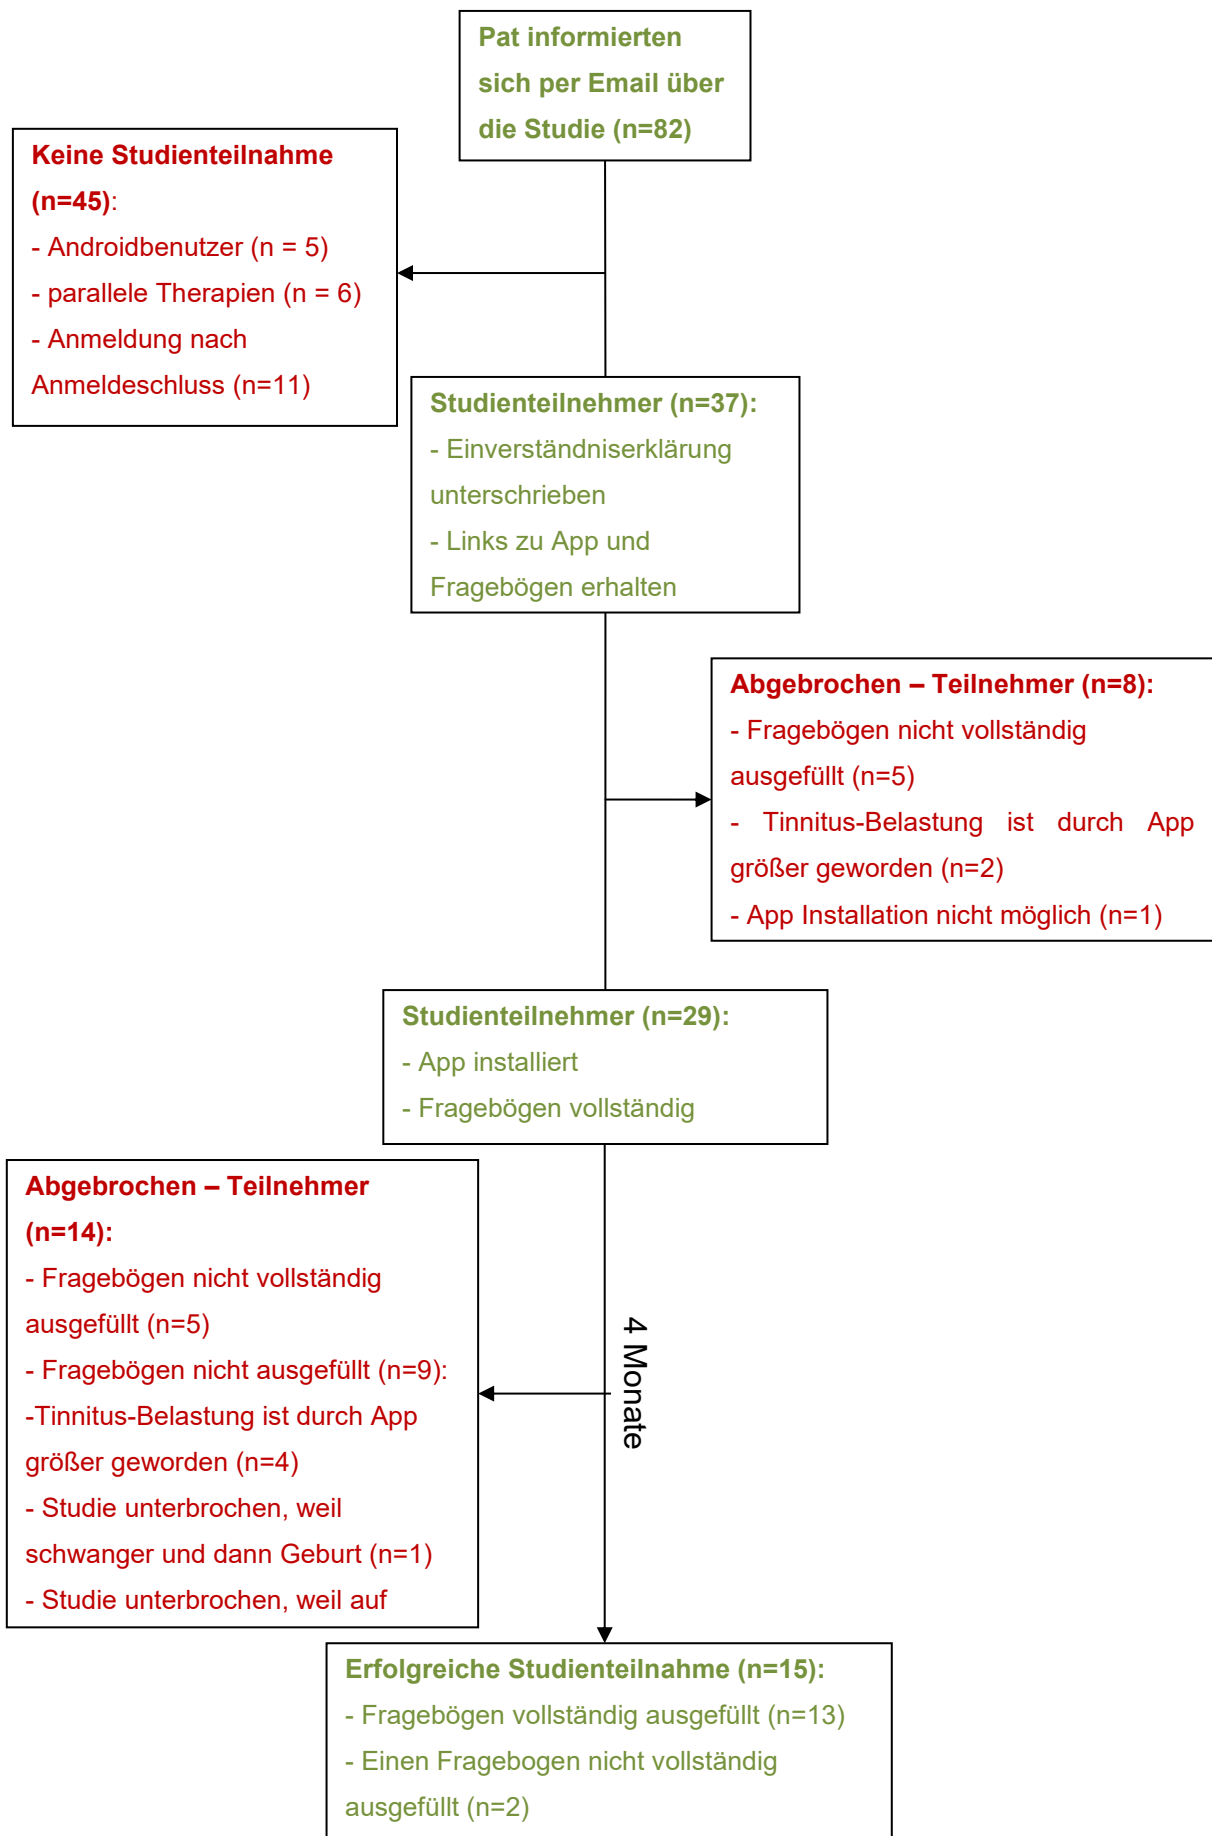 Pat informierten
sich per Email über
die Studie (n=82)
Keine Studienteilnahme
(n=45):
- Androidbenutzer (n = 5)
- parallele Therapien (n = 6)
- Anmeldung nach
Anmeldeschluss (n=11)
Studienteilnehmer (n=37):
- Einverständniserklärung
unterschrieben
- Links zu App und
Fragebögen erhalten
Abgebrochen – Teilnehmer (n=8):
- Fragebögen nicht vollständig
ausgefüllt (n=5)
- Tinnitus-Belastung ist durch App
größer geworden (n=2)
- App Installation nicht möglich (n=1)
Studienteilnehmer (n=29):
- App installiert
- Fragebögen vollständig
Abgebrochen – Teilnehmer
(n=14):
- Fragebögen nicht vollständig
ausgefüllt (n=5)
- Fragebögen nicht ausgefüllt (n=9):
-Tinnitus-Belastung ist durch App
größer geworden (n=4)
- Studie unterbrochen, weil
schwanger und dann Geburt (n=1)
- Studie unterbrochen, weil auf
4 Monate
Erfolgreiche Studienteilnahme (n=15):
- Fragebögen vollständig ausgefüllt (n=13)
- Einen Fragebogen nicht vollständig
ausgefüllt (n=2)